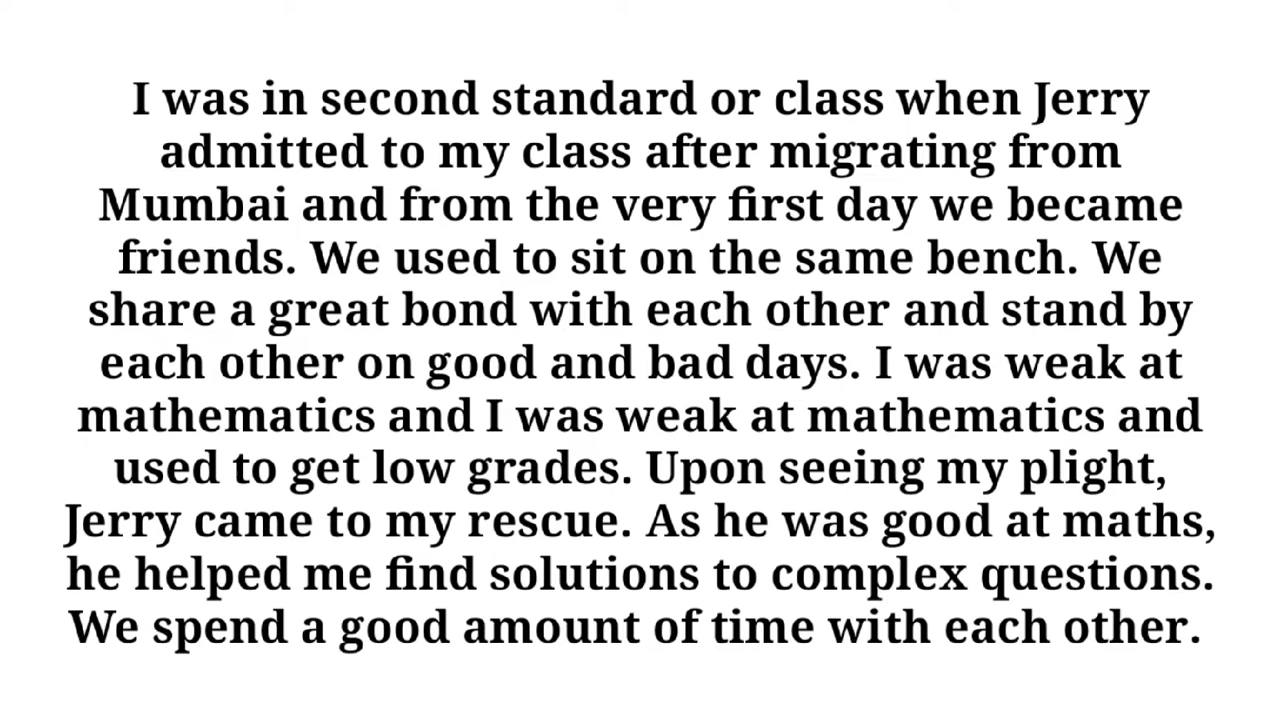 I was in second standard or class when Jerry
admitted to my class after migrating from
Mumbai and from the very first day we became
friends. We used to sit on the same bench. We
share a great bond with each other and stand by
each other on good and bad days. I was weak at
mathematics and I was weak at mathematics and
used to get low grades. Upon seeing my plight,
Jerry came to my rescue. As he was good at maths,
he helped me find solutions to complex questions.
We spend a good amount of time with each other.